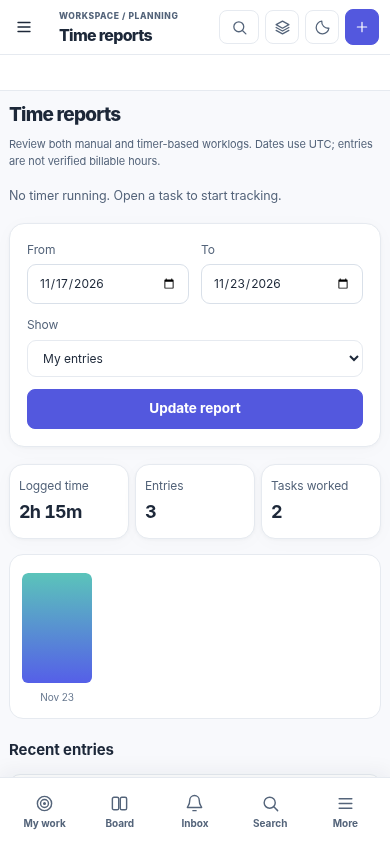 WORKSPACE / PLANNING
Time reports
Time reports
Review both manual and timer-based worklogs. Dates use UTC; entries
are not verified billable hours.
No timer running. Open a task to start tracking.
From
To
11/17/2026
11/23/2026
Show
My entries
Update report
Logged time
Entries
Tasks worked
2h 15m
3
2
Nov 23
Recent entries
My work
Board
Inbox
Search
More